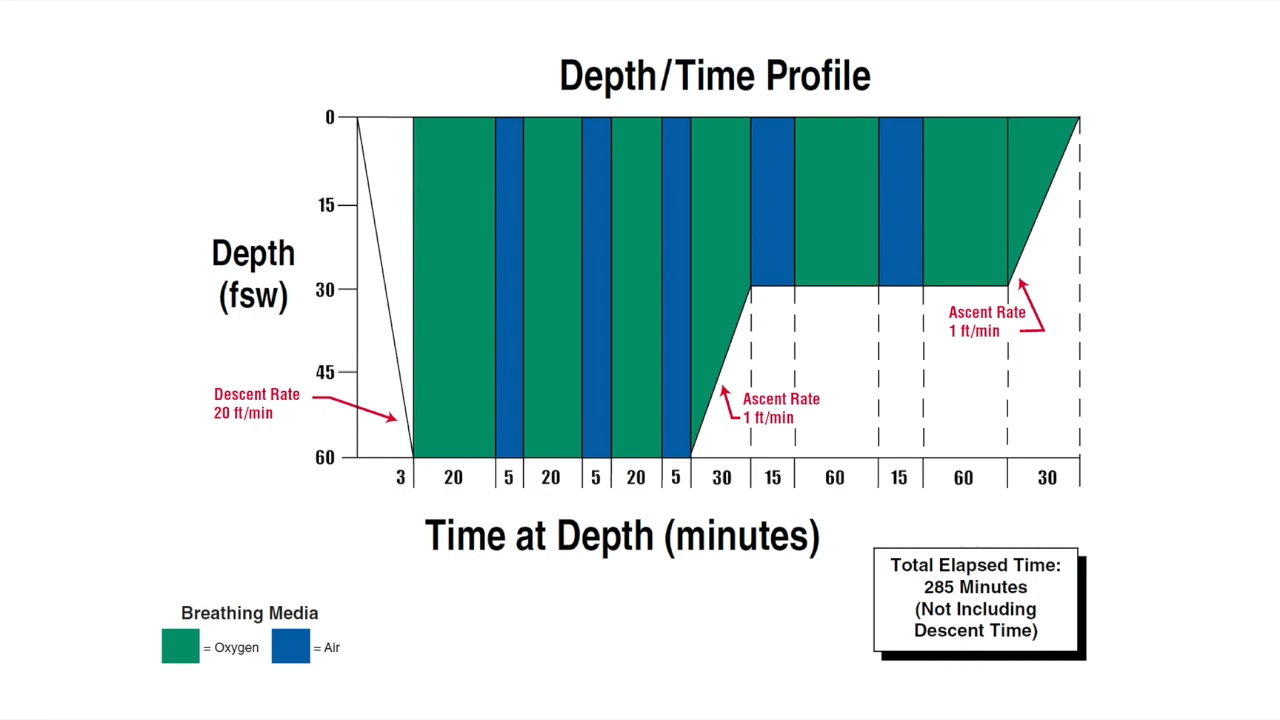 Depth/Time Profile
0
15
30
45
60
Depth
(fsw)
Descent Rate
20 ft/min
Ascent Rate
1 ft/min
Ascent Rate
1 ft/min
3 20 5 20 5 20 5 30 15 60 15 60 30
Time at Depth (minutes)
Total Elapsed Time:
285 Minutes
(Not Including
Descent Time)
Breathing Media
= Oxygen = Air